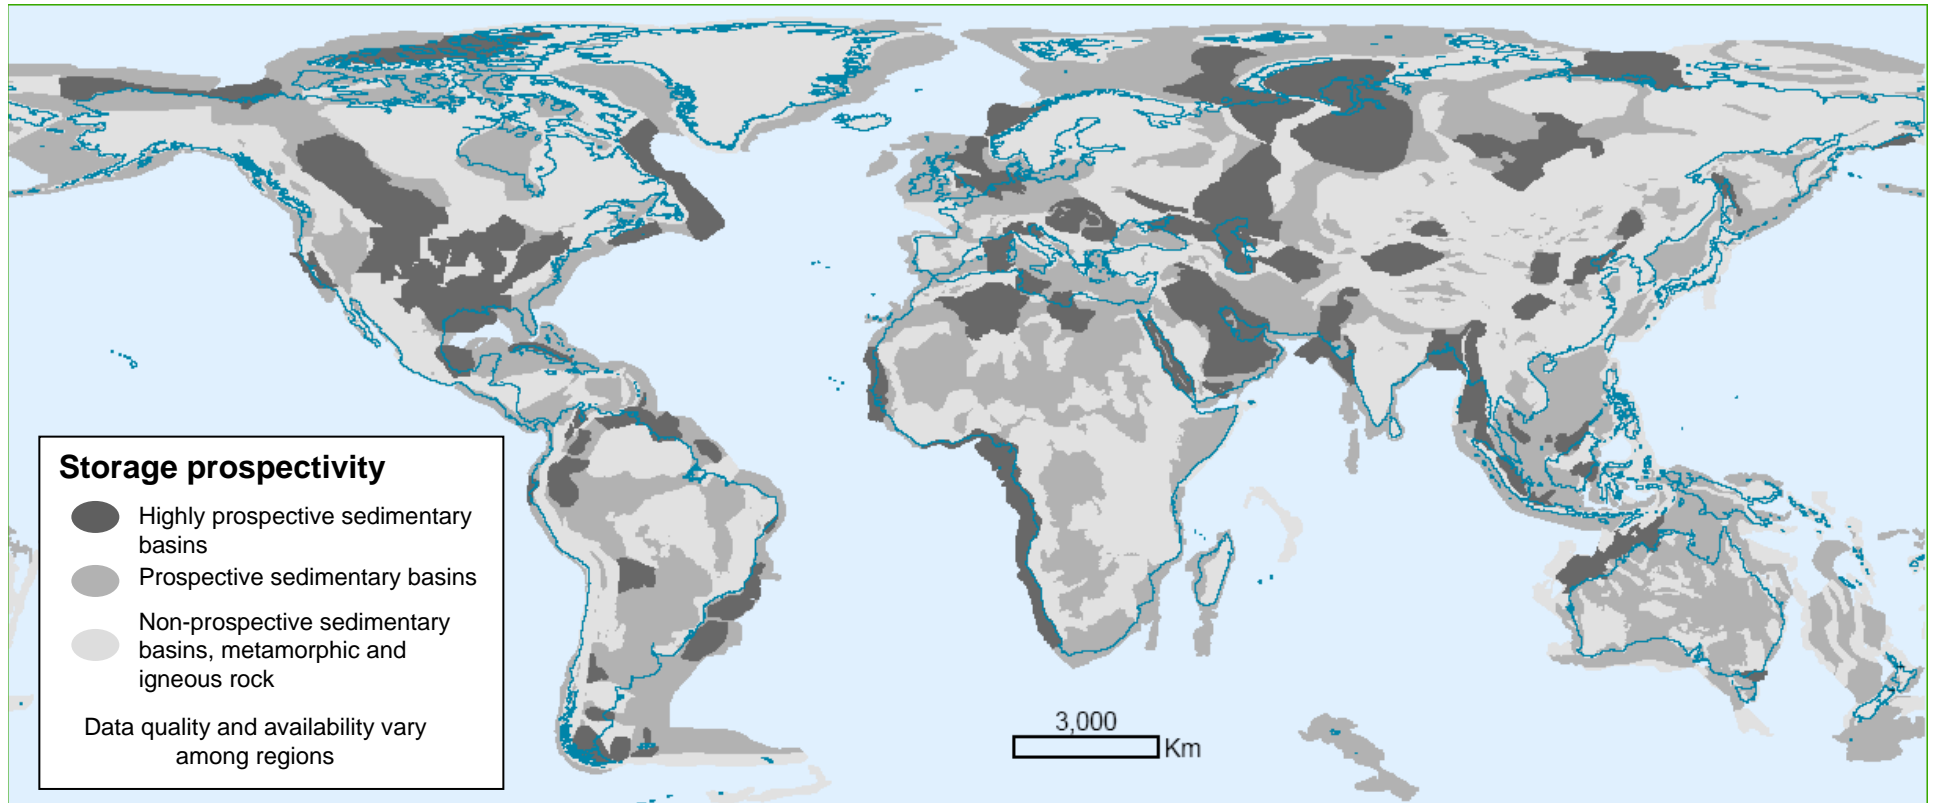 Storage prospectivity
Highly prospective sedimentary
basins
Prospective sedimentary basins
Non-prospective sedimentary
basins, metamorphic and
igneous rock
Data quality and availability vary
among regions
3,000
Km